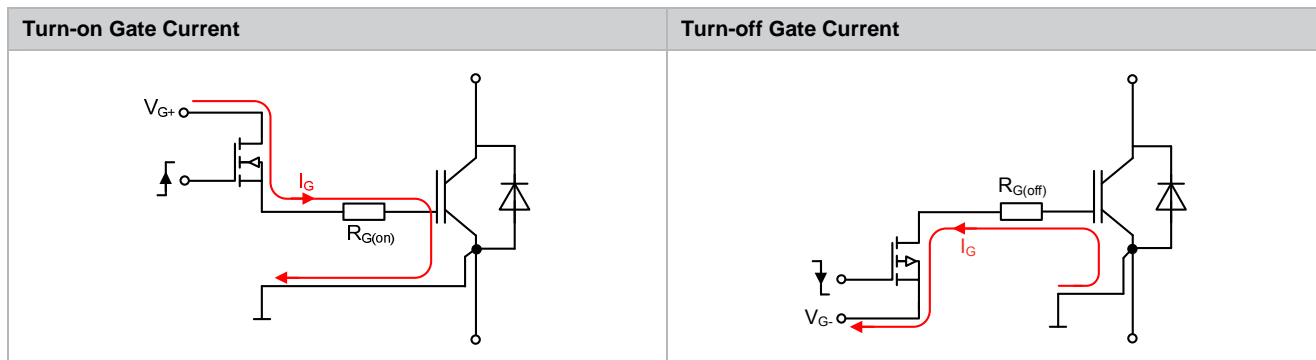 Turn-on Gate Current
Turn-off Gate Current
VG+
IG
RG(on)
RG(off)
IG
VG-